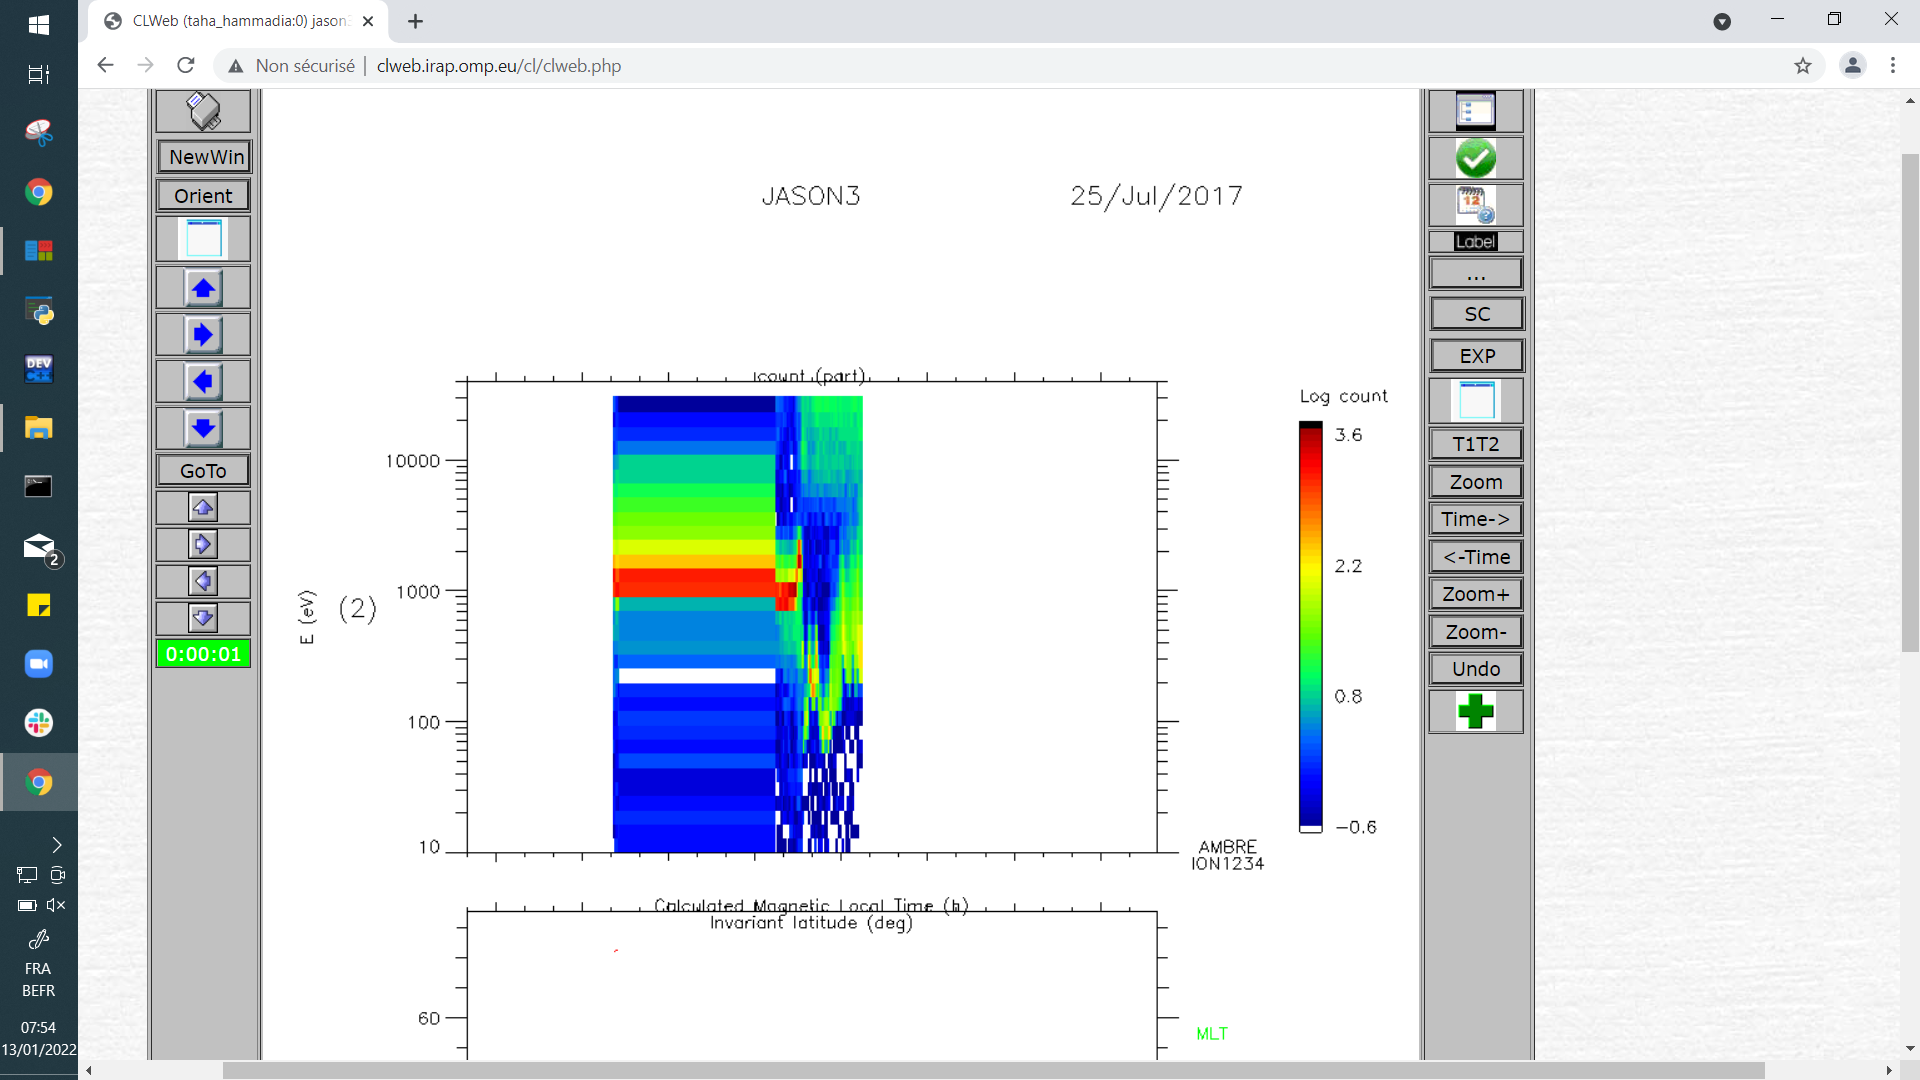 CLWeb (taha_hammadia:0) jason3
Non sécurisé
clweb.irap.omp.eu/cl/clweb.php
NewWin
Orient
GoTo
0:00:01
JASON3
25/Jul/2017
count (part)
10000
1000
100
10
E (eV)
(2)
Log count
3.6
2.2
0.8
−0.6
AMBRE
ION1234
Calculated Magnetic Local Time (h)
Invariant latitude (deg)
60
MLT
12
Label
...
SC
EXP
T1T2
Zoom
Time->
<-Time
Zoom+
Zoom-
Undo
DEV
2
FRA
BEFR
07:54
13/01/2022